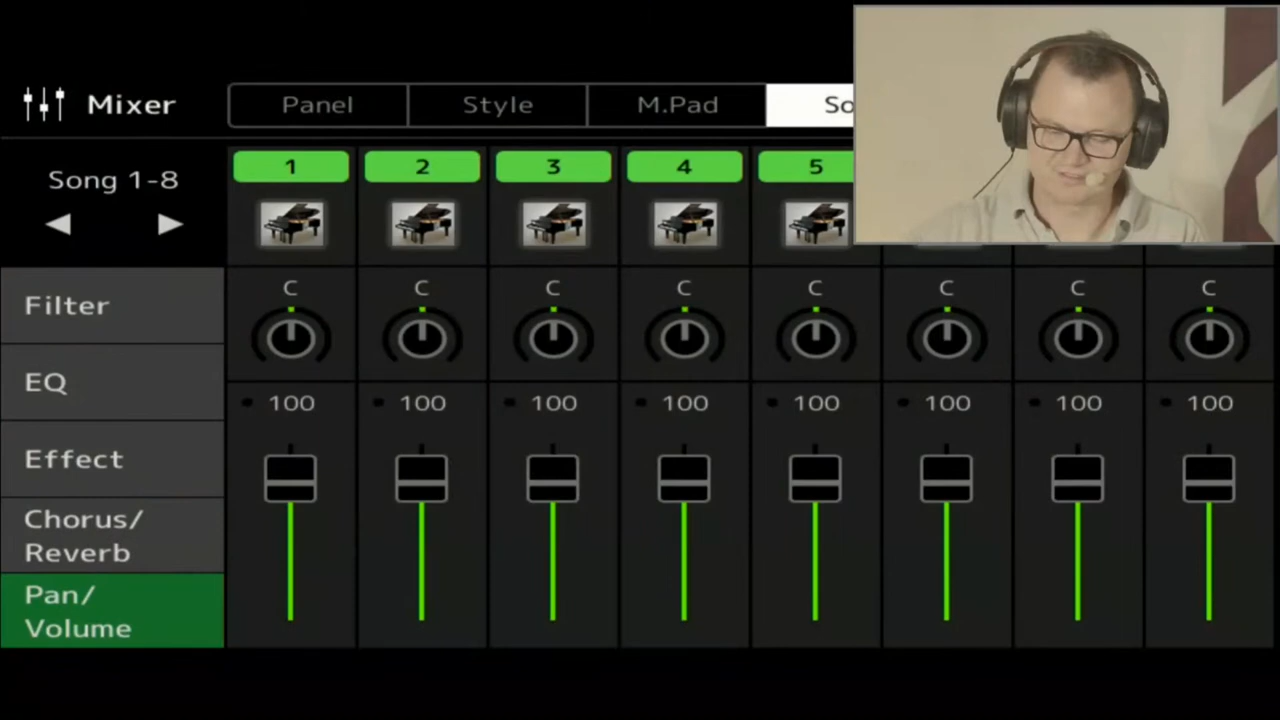 Mixer
Panel
Style
M.Pad
So
Song 1-8
1
2
3
4
5
Filter
C
C
C
C
C
C
C
C
EQ
100
100
100
100
100
100
100
100
Effect
Chorus/
Reverb
Pan/
Volume